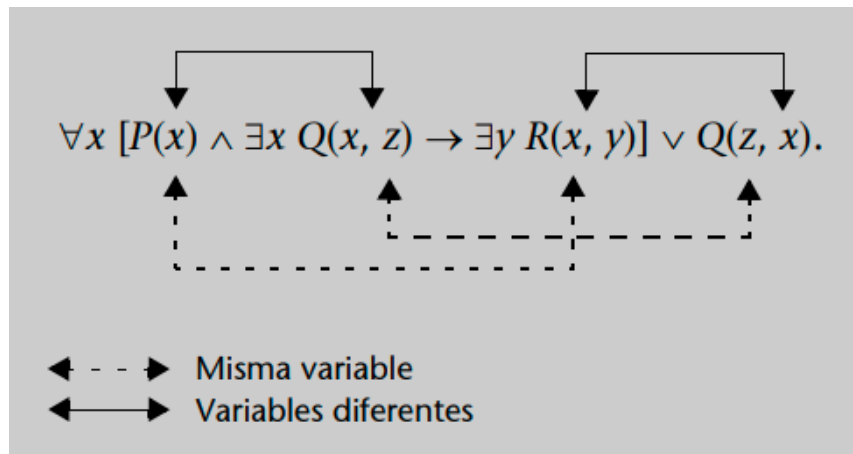 ∀x [P(x) ∧ ∃x Q(x, z) → ∃y R(x, y)] ∨ Q(z, x).
Misma variable
Variables diferentes